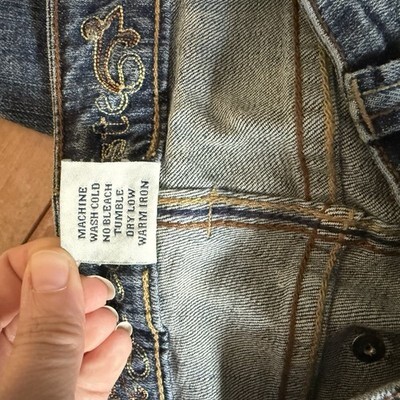 MACHINE
WASH COLD
NO BLEACH
TUMBLE
DRY LOW
WARM IRON